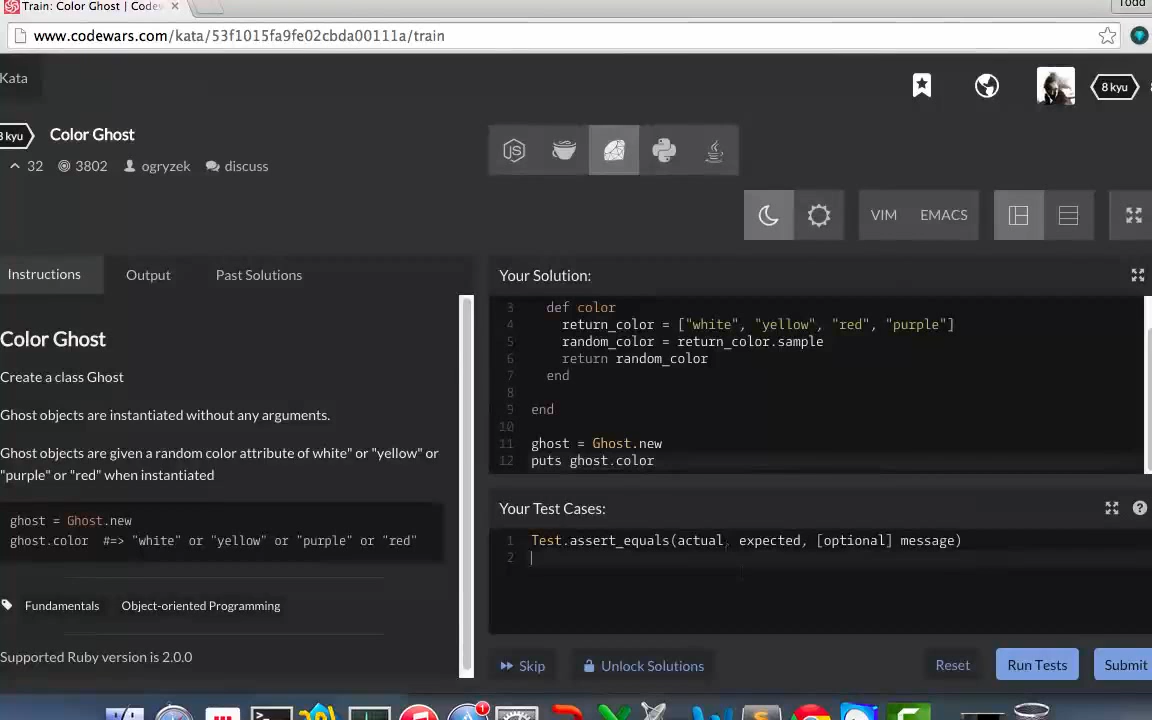 Train: Color Ghost | Codew
Todd
www.codewars.com/kata/53f1015fa9fe02cbda00111a/train
Kata
8 kyu
8 kyu
Color Ghost
32 3802 ogryzek discuss
VIM EMACS
Instructions Output Past Solutions
Your Solution:
Color Ghost
Create a class Ghost
Ghost objects are instantiated without any arguments.
Ghost objects are given a random color attribute of white" or "yellow" or
"purple" or "red" when instantiated
ghost = Ghost.new
ghost.color #=> "white" or "yellow" or "purple" or "red"
Fundamentals Object-oriented Programming
Supported Ruby version is 2.0.0
3 def color
4 return_color = ["white", "yellow", "red", "purple"]
5 random_color = return_color.sample
6 return random_color
7 end
8
9 end
10
11 ghost = Ghost.new
12 puts ghost.color
Your Test Cases:
1 Test.assert_equals(actual, expected, [optional] message)
2
Skip Unlock Solutions Reset Run Tests Submit
1